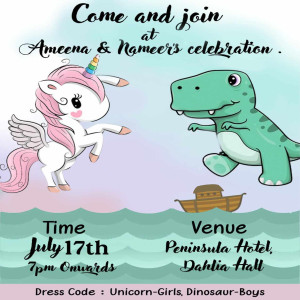 Come and join
at
Ameena & Nameer's celebration .
Time
July 17th
7pm Onwards
Venue
Peninsula Hotel,
Dahlia Hall
Dress Code : Unicorn-Girls, Dinosaur-Boys